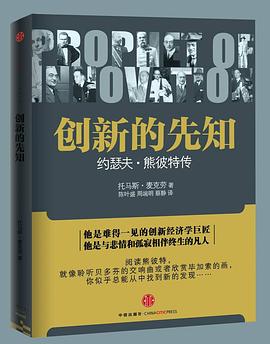 PROPHET OF
INNOVATION
创新的先知
约瑟夫·熊彼特传
托马斯·麦克劳 著
陈叶盛 周端明 蔡静 译
他是难得一见的创新经济学巨匠
他是与悲情和孤寂相伴终生的凡人
阅读熊彼特,
就像聆听贝多芬的交响曲或者欣赏毕加索的画,
你似乎总能从中找到新的发现……
中信出版社·CHINACITICPRESS
创新的先知